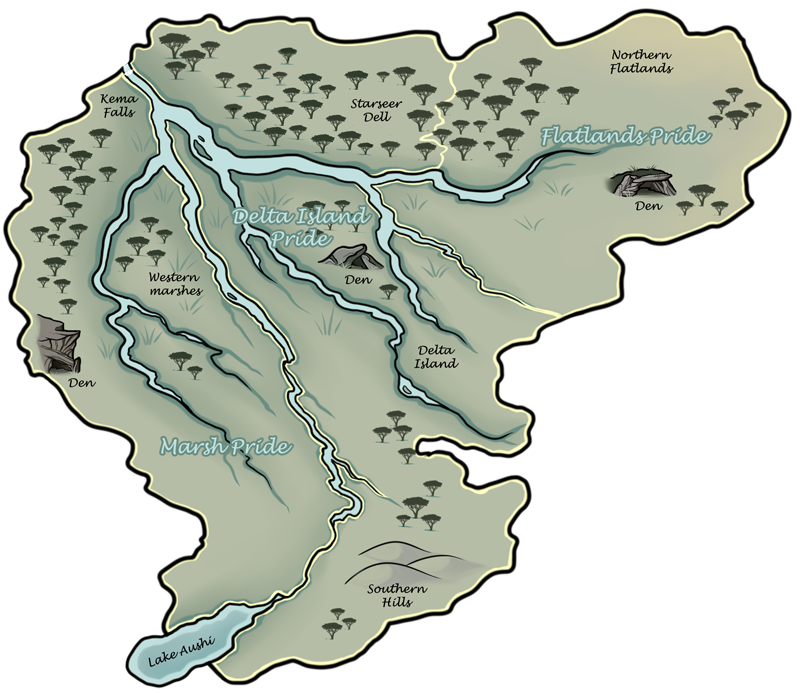 Northern
Flatlands
Kema
Falls
Starseer
Dell
Flatlands Pride
Den
Delta Island
Pride
Den
Western
marshes
Delta
Island
Den
Marsh Pride
Southern
Hills
Lake Aushi